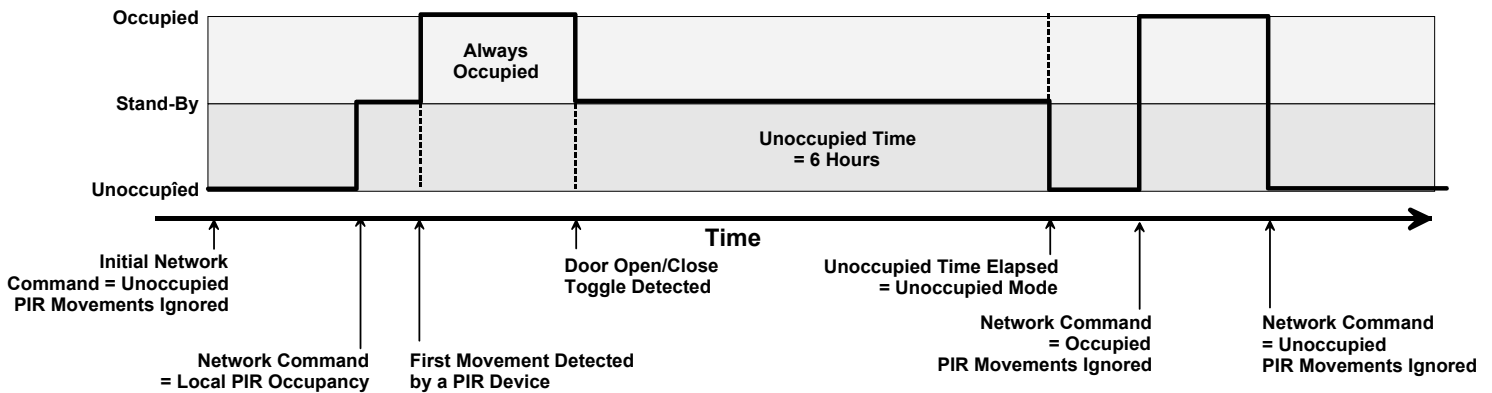 Occupied
Always
Occupied
Stand-By
Unoccupied Time
= 6 Hours
Unoccupîed
Time
Initial Network
Command = Unoccupied
PIR Movements Ignored
Door Open/Close
Toggle Detected
Unoccupied Time Elapsed
= Unoccupied Mode
Network Command
= Local PIR Occupancy
First Movement Detected
by a PIR Device
Network Command
= Occupied
PIR Movements Ignored
Network Command
= Unoccupied
PIR Movements Ignored